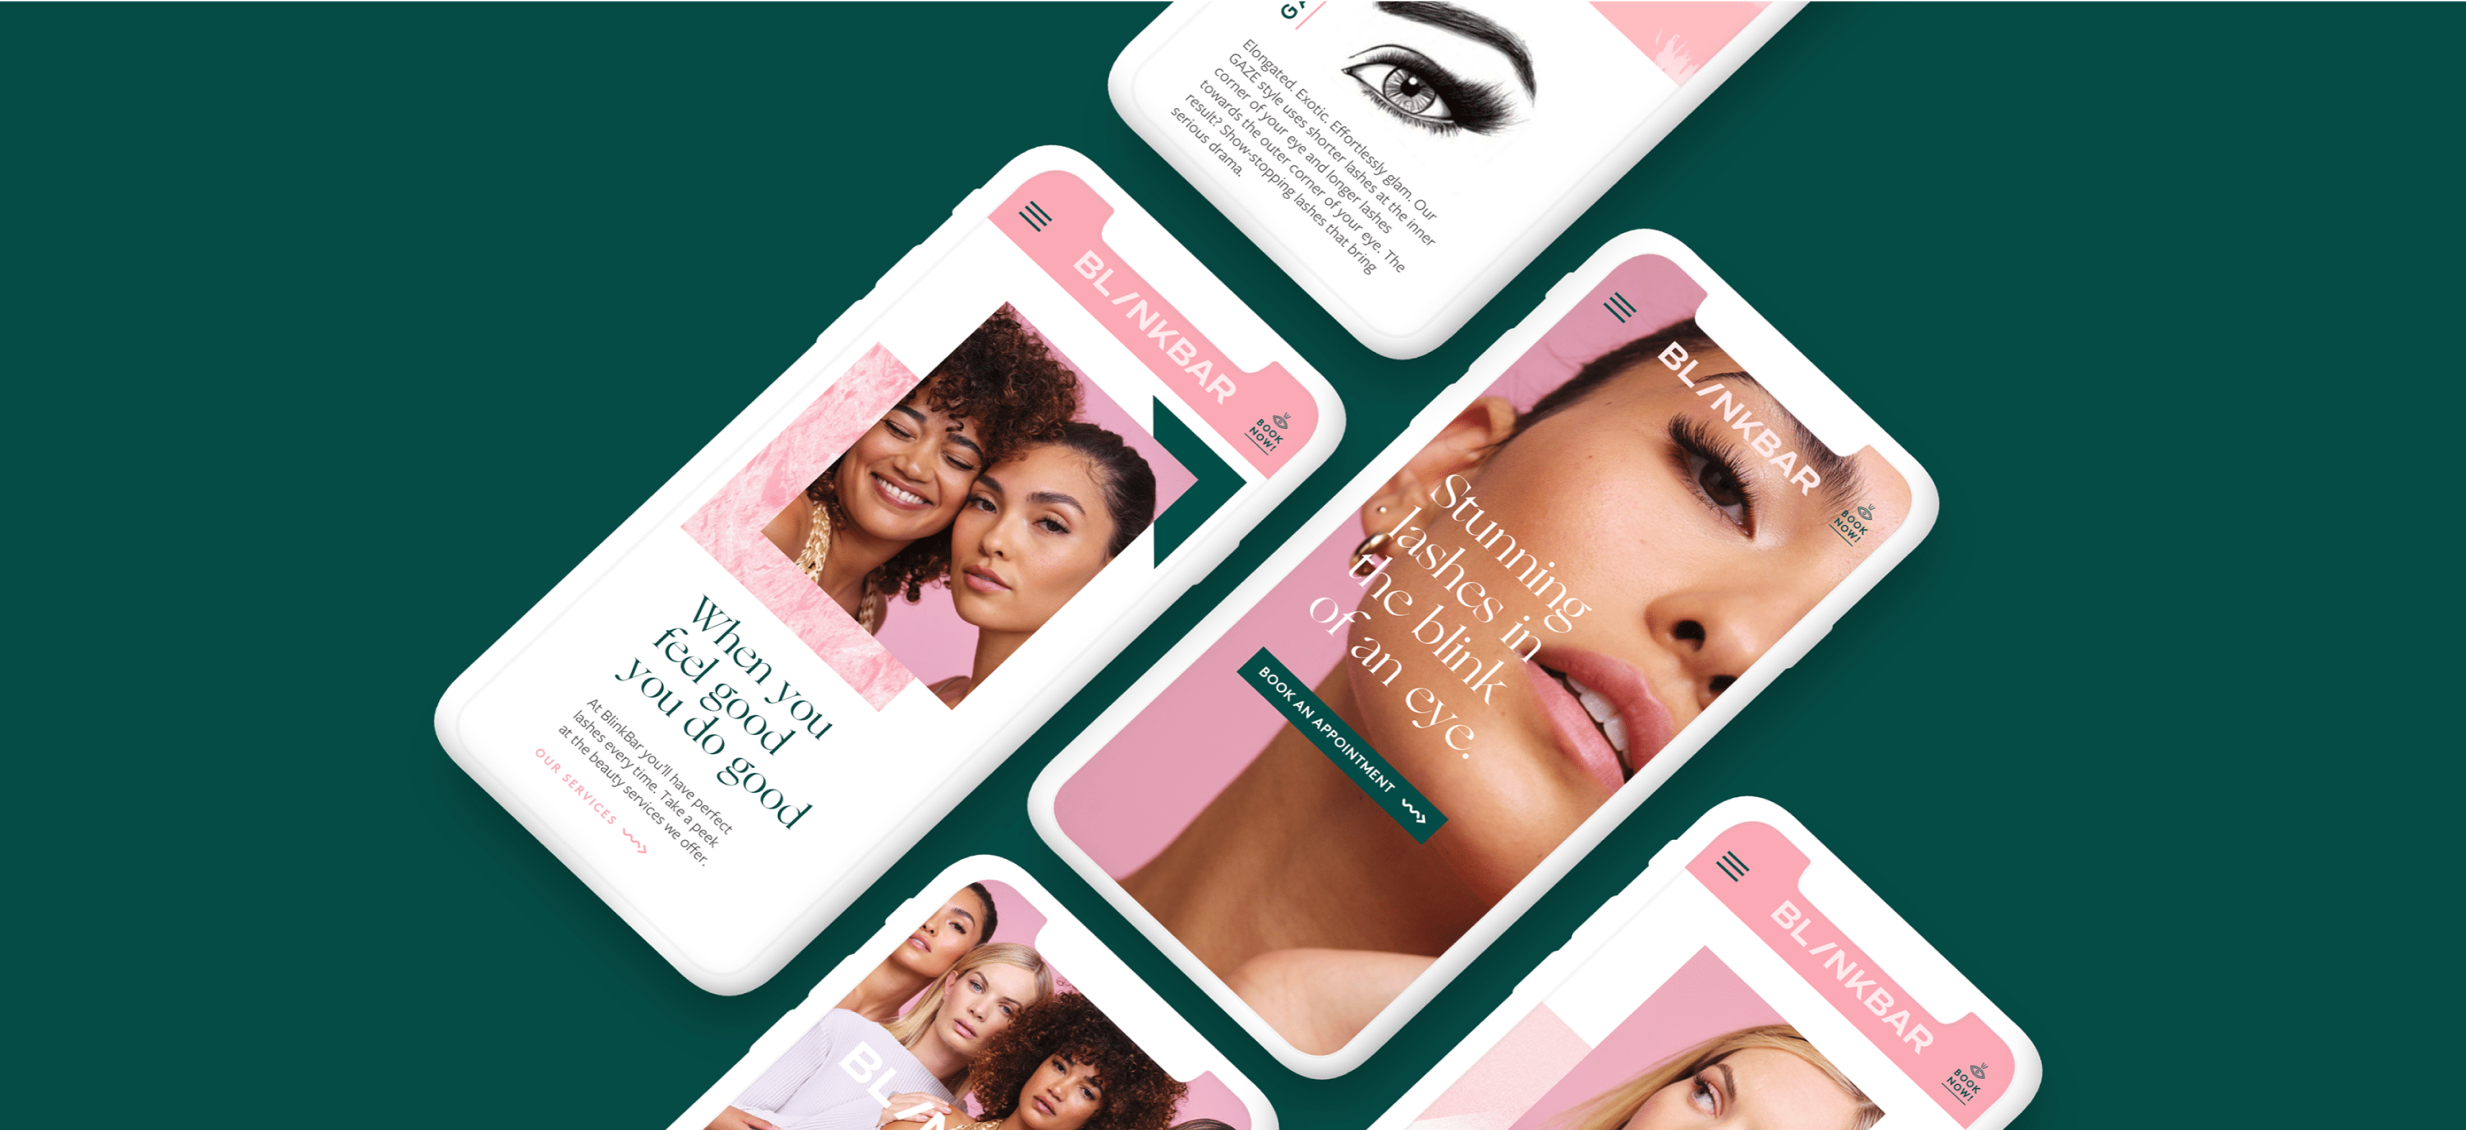 Elongated. Exotic. Effortlessly glam. Our
GAZE style uses shorter lashes at the inner
corner of your eye and longer lashes
towards the outer corner of your eye. The
result? Show-stopping lashes that bring
serious drama.
BL/NKBAR
BOOK
NOW!
When you
feel good
you do good
At BlinkBar you'll have perfect
lashes every time. Take a peek
at the beauty services we offer.
OUR SERVICES
BL/NKBAR
BOOK
NOW!
Stunning
lashes in
the blink
of an eye.
BOOK AN APPOINTMENT
BL/N
BL/NKBAR
BOOK
NOW!